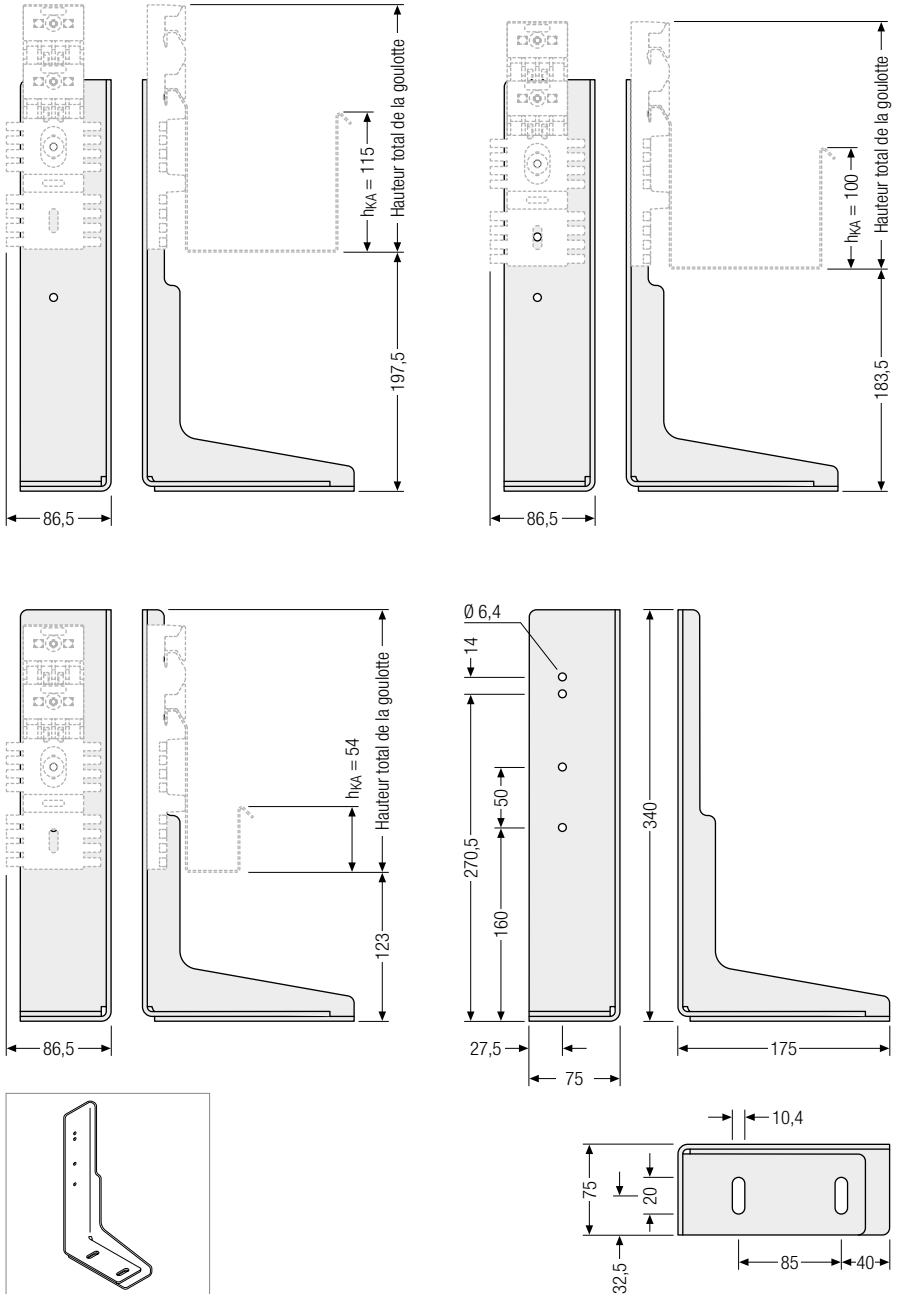 hKA = 115
Hauteur total de la goulotte
197,5
86,5
hKA = 100
Hauteur total de la goulotte
183,5
86,5
hKA = 54
Hauteur total de la goulotte
123
86,5
Ø 6,4
14
50
270,5
160
340
27,5
75
175
10,4
75
20
32,5
85
40